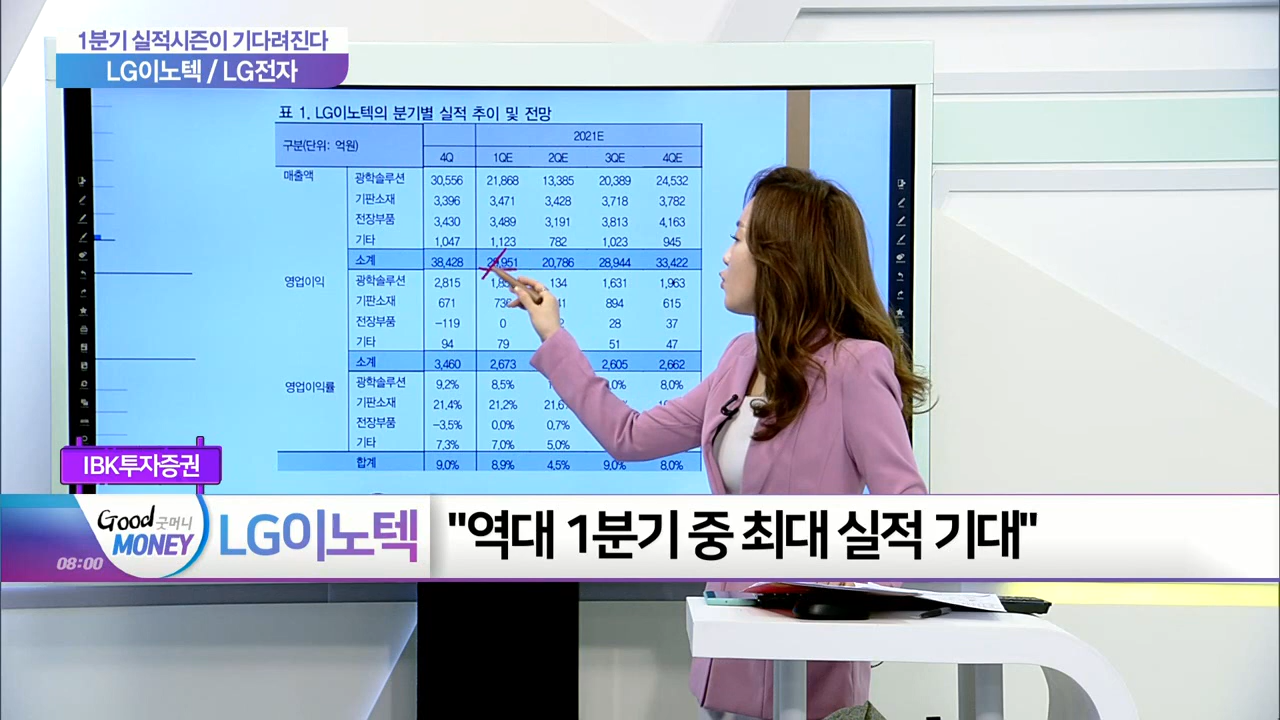 1분기 실적시즌이 기다려진다
LG이노텍 / LG전자
표 1. LG이노텍의 분기별 실적 추이 및 전망
구분(단위: 억원) 2021E
4Q 1QE 2QE 3QE 4QE
매출액 광학솔루션 30,556 21,868 13,385 20,389 24,532
기판소재 3,396 3,471 3,428 3,718 3,782
전장부품 3,430 3,489 3,191 3,813 4,163
기타 1,047 1,123 782 1,023 945
소계 38,428 20,786 28,944 33,422
영업이익 광학솔루션 2,815 134 1,631 1,963
기판소재 671 894 615
전장부품 -119 0 28 37
기타 94 79 51 47
소계 3,460 2,673 2,605 2,662
영업이익률 광학솔루션 9.2% 8.5% 8.0%
기판소재 21.4% 21.2%
전장부품 -3.5% 0.0% 0.7%
기타 7.3% 7.0% 5.0%
합계 9.0% 8.9% 4.5% 9.0% 8.0%
IBK투자증권
Good 굿머니
MONEY
08:00
LG이노텍 "역대 1분기 중 최대 실적 기대"